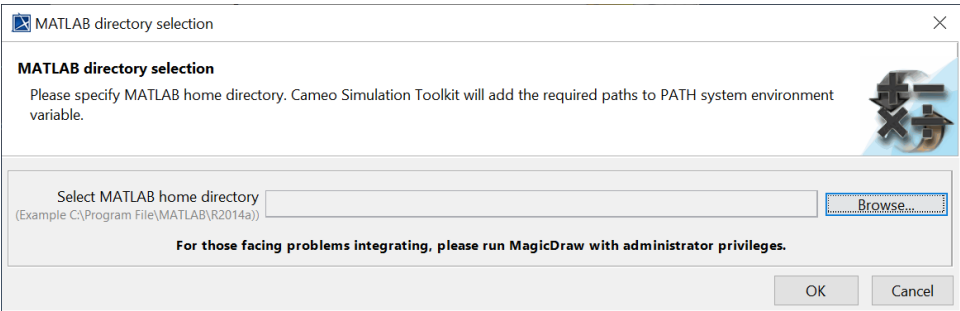 MATLAB directory selection
MATLAB directory selection
Please specify MATLAB home directory. Cameo Simulation Toolkit will add the required paths to PATH system environment
variable.
Select MATLAB home directory
(Example C:\Program File\MATLAB\R2014a))
Browse...
For those facing problems integrating, please run MagicDraw with administrator privileges.
OK
Cancel